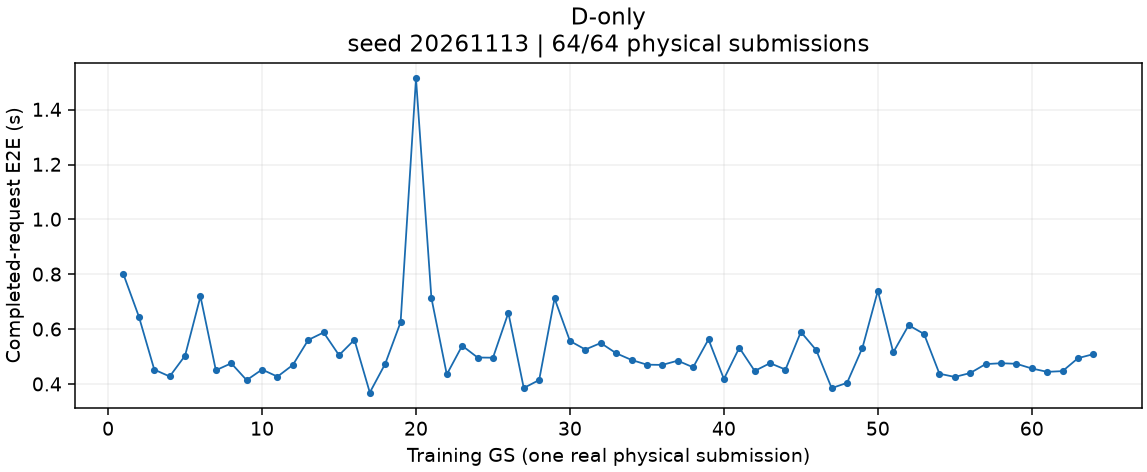 D-only
seed 20261113 | 64/64 physical submissions
Completed-request E2E (s)
1.4
1.2
1.0
0.8
0.6
0.4
0 10 20 30 40 50 60
Training GS (one real physical submission)